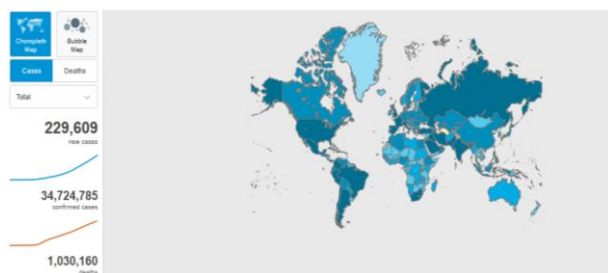 Choropleth
Map
Bubble
Map
Cases
Deaths
Total
229,609
new cases
34,724,785
confirmed cases
1,030,160
deaths